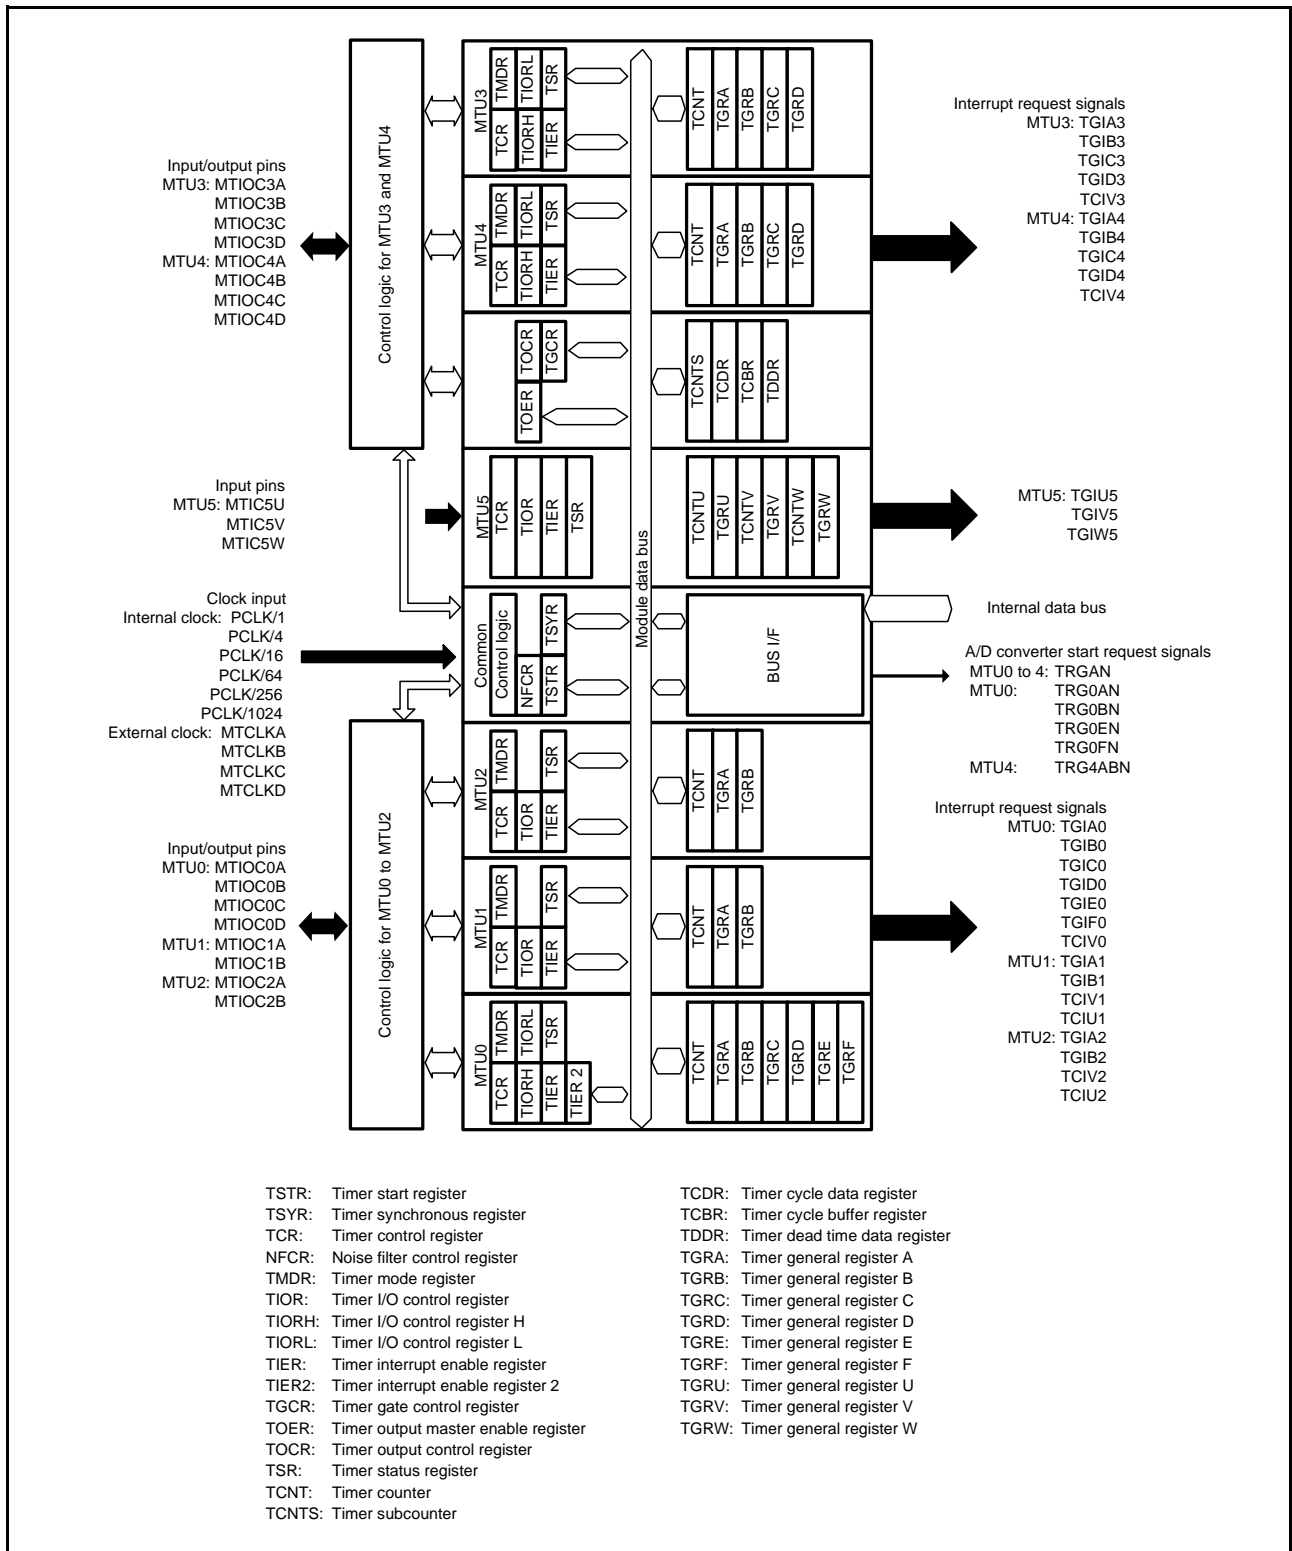 Input/output pins
MTU3: MTIOC3A
MTIOC3B
MTIOC3C
MTIOC3D
MTU4: MTIOC4A
MTIOC4B
MTIOC4C
MTIOC4D
Input pins
MTU5: MTIC5U
MTIC5V
MTIC5W
Clock input
Internal clock: PCLK/1
PCLK/4
PCLK/16
PCLK/64
PCLK/256
PCLK/1024
External clock: MTCLKA
MTCLKB
MTCLKC
MTCLKD
Input/output pins
MTU0: MTIOC0A
MTIOC0B
MTIOC0C
MTIOC0D
MTU1: MTIOC1A
MTIOC1B
MTU2: MTIOC2A
MTIOC2B
Control logic for MTU3 and MTU4
Control logic for MTU0 to MTU2
MTU3
TCR
TMDR
TIORH
TIORL
TIER
TSR
TCNT
TGRA
TGRB
TGRC
TGRD
MTU4
TCR
TMDR
TIORH
TIORL
TIER
TSR
TCNT
TGRA
TGRB
TGRC
TGRD
TOER
TOCR
TGCR
TCNTS
TCDR
TCBR
TDDR
MTU5
TCR
TIOR
TIER
TSR
TCNTU
TGRU
TCNTV
TGRV
TCNTW
TGRW
Module data bus
Common
Control logic
NFCR
TSTR
TSYR
BUS I/F
MTU2
TCR
TMDR
TIOR
TIER
TSR
TCNT
TGRA
TGRB
MTU1
TCR
TMDR
TIOR
TIER
TSR
TCNT
TGRA
TGRB
MTU0
TCR
TMDR
TIORH
TIORL
TIER
TSR
TIER 2
TCNT
TGRA
TGRB
TGRC
TGRD
TGRE
TGRF
Interrupt request signals
MTU3: TGIA3
TGIB3
TGIC3
TGID3
TCIV3
MTU4: TGIA4
TGIB4
TGIC4
TGID4
TCIV4
MTU5: TGIU5
TGIV5
TGIW5
Internal data bus
A/D converter start request signals
MTU0 to 4: TRGAN
MTU0: TRG0AN
TRG0BN
TRG0EN
TRG0FN
MTU4: TRG4ABN
Interrupt request signals
MTU0: TGIA0
TGIB0
TGIC0
TGID0
TGIE0
TGIF0
TCIV0
MTU1: TGIA1
TGIB1
TCIV1
TCIU1
MTU2: TGIA2
TGIB2
TCIV2
TCIU2
TSTR: Timer start register
TSYR: Timer synchronous register
TCR: Timer control register
NFCR: Noise filter control register
TMDR: Timer mode register
TIOR: Timer I/O control register
TIORH: Timer I/O control register H
TIORL: Timer I/O control register L
TIER: Timer interrupt enable register
TIER2: Timer interrupt enable register 2
TGCR: Timer gate control register
TOER: Timer output master enable register
TOCR: Timer output control register
TSR: Timer status register
TCNT: Timer counter
TCNTS: Timer subcounter
TCDR: Timer cycle data register
TCBR: Timer cycle buffer register
TDDR: Timer dead time data register
TGRA: Timer general register A
TGRB: Timer general register B
TGRC: Timer general register C
TGRD: Timer general register D
TGRE: Timer general register E
TGRF: Timer general register F
TGRU: Timer general register U
TGRV: Timer general register V
TGRW: Timer general register W